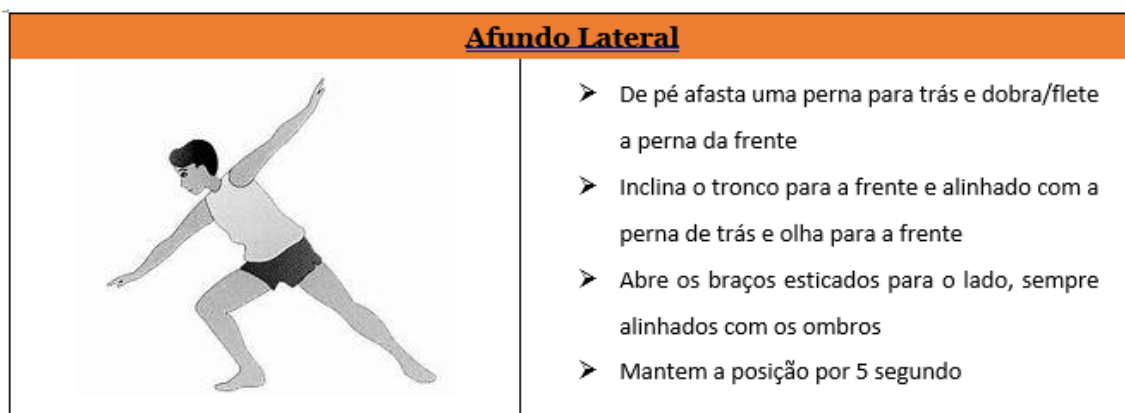 Afundo Lateral
➢ De pé afasta uma perna para trás e dobra/flete
a perna da frente
➢ Inclina o tronco para a frente e alinhado com a
perna de trás e olha para a frente
➢ Abre os braços esticados para o lado, sempre
alinhados com os ombros
➢ Mantem a posição por 5 segundo